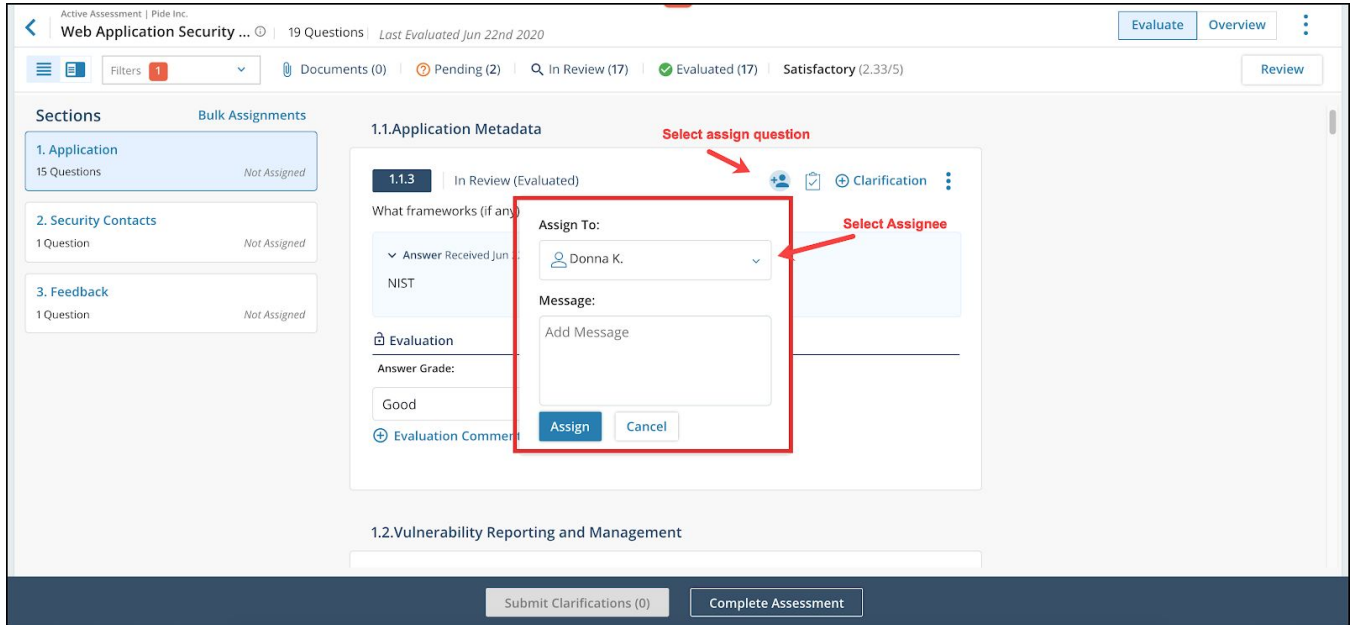 Active Assessment | Pide Inc.
Web Application Security ... 19 Questions Last Evaluated Jun 22nd 2020
Evaluate Overview
Filters 1 Documents (0) Pending (2) In Review (17) Evaluated (17) Satisfactory (2.33/5) Review
Sections Bulk Assignments
1. Application
15 Questions Not Assigned
2. Security Contacts
1 Question Not Assigned
3. Feedback
1 Question Not Assigned
1.1.Application Metadata
Select assign question
1.1.3 In Review (Evaluated) Clarification
What frameworks (if any)
Answer Received Jun
NIST
Evaluation
Answer Grade:
Good
Evaluation Comment
Assign To:
Select Assignee
Donna K.
Message:
Add Message
Assign Cancel
1.2.Vulnerability Reporting and Management
Submit Clarifications (0) Complete Assessment